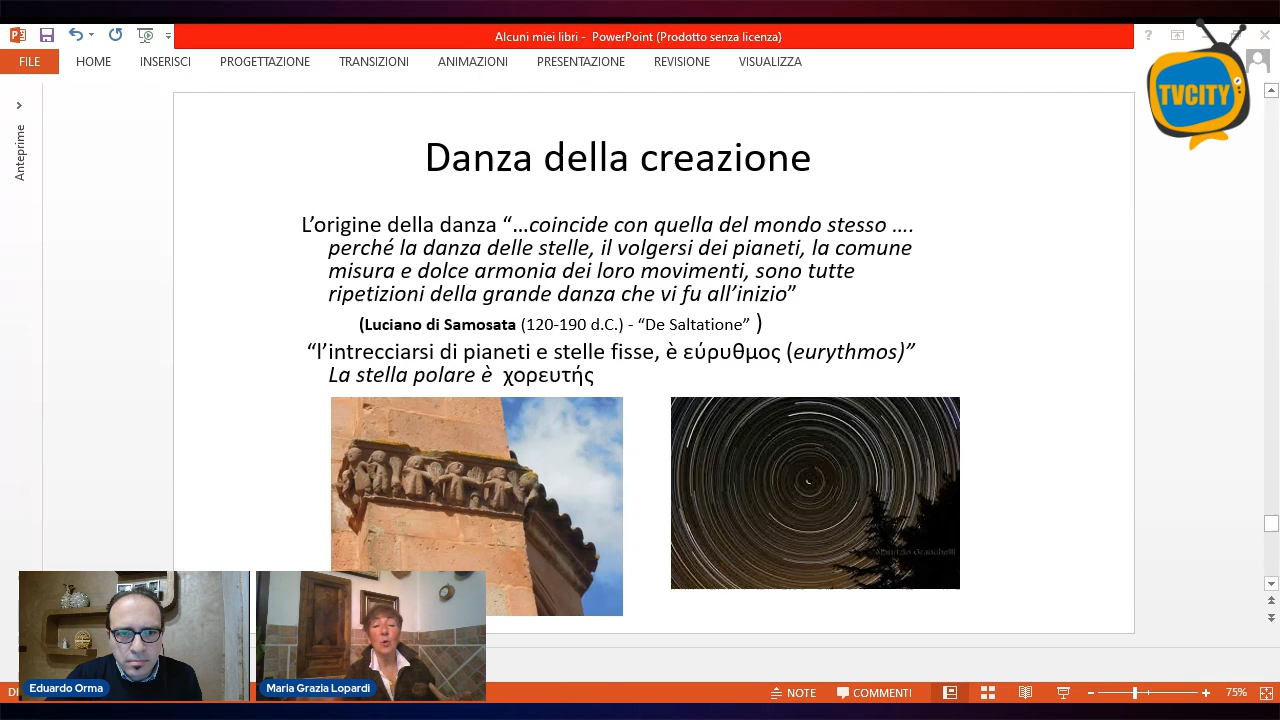 Alcuni miei libri - PowerPoint (Prodotto senza licenza)
FILE HOME INSERISCI PROGETTAZIONE TRANSIZIONI ANIMAZIONI PRESENTAZIONE REVISIONE VISUALIZZA
TVCITY
Anteprime
Danza della creazione
L’origine della danza “…coincide con quella del mondo stesso ….
perché la danza delle stelle, il volgersi dei pianeti, la comune
misura e dolce armonia dei loro movimenti, sono tutte
ripetizioni della grande danza che vi fu all’inizio”
(Luciano di Samosata (120-190 d.C.) - “De Saltatione” )
“l’intrecciarsi di pianeti e stelle fisse, è εύρυθμος (eurythmos)”
La stella polare è χορευτής
Eduardo Orma
Maria Grazia Lopardi
NOTE COMMENTI 75%